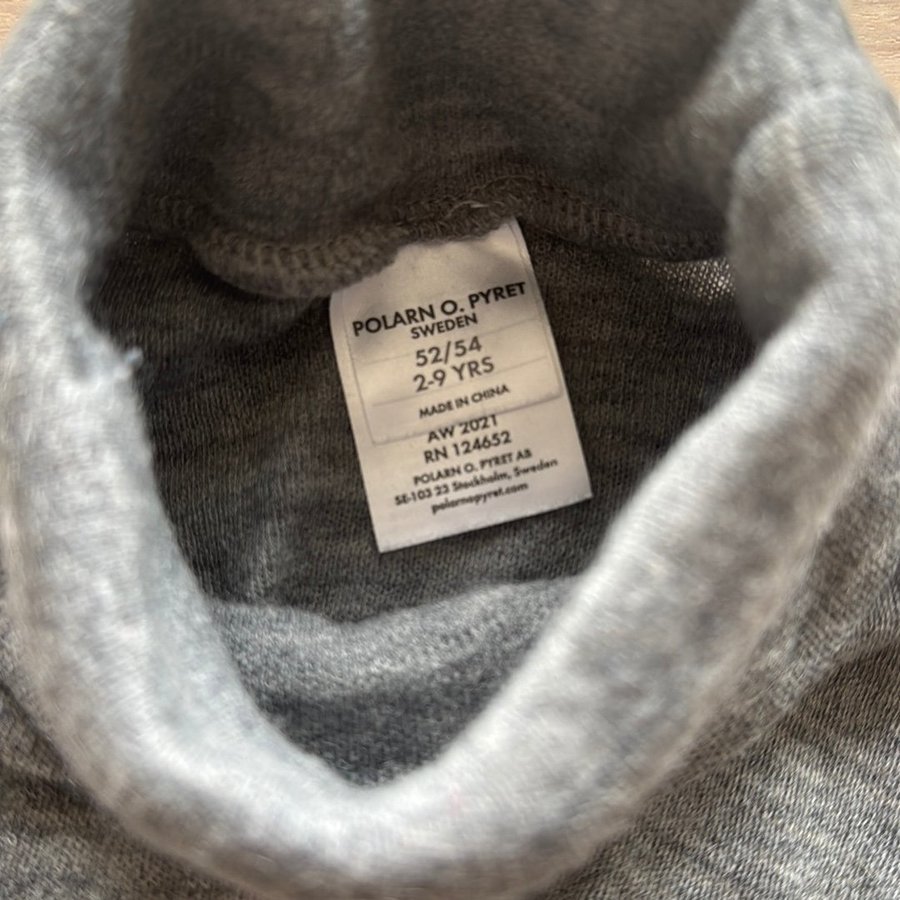 POLARN O. PYRET
SWEDEN
52/54
2-9 YRS
MADE IN CHINA
AW 2021
RN 124652
POLARN O. PYRET AB
SE-103 23 Stockholm, Sweden
polarnopyret.com